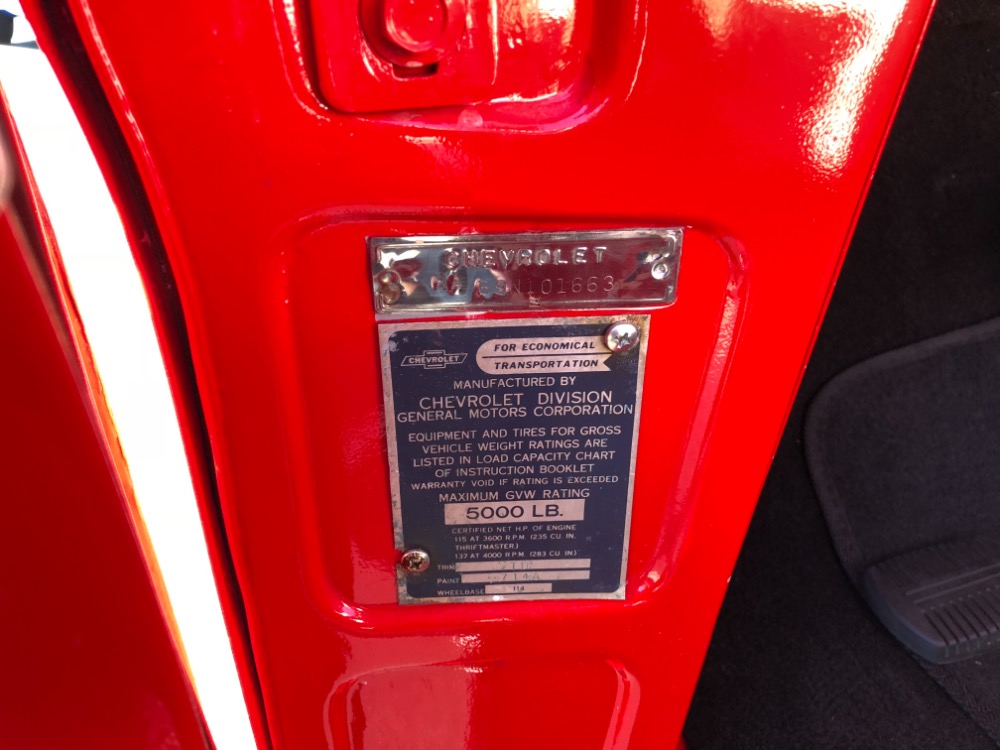 CHEVROLET
N101663
CHEVROLET
FOR ECONOMICAL
TRANSPORTATION
MANUFACTURED BY
CHEVROLET DIVISION
GENERAL MOTORS CORPORATION
EQUIPMENT AND TIRES FOR GROSS
VEHICLE WEIGHT RATINGS ARE
LISTED IN LOAD CAPACITY CHART
OF INSTRUCTION BOOKLET
WARRANTY VOID IF RATING IS EXCEEDED
MAXIMUM GVW RATING
5000 LB.
CERTIFIED NET H.P. OF ENGINE
115 AT 3600 R.P.M. (235 CU. IN.
THRIFTMASTER)
137 AT 4000 R.P.M. (283 CU. IN.)
TRIM
PAINT
WHEELBASE 114